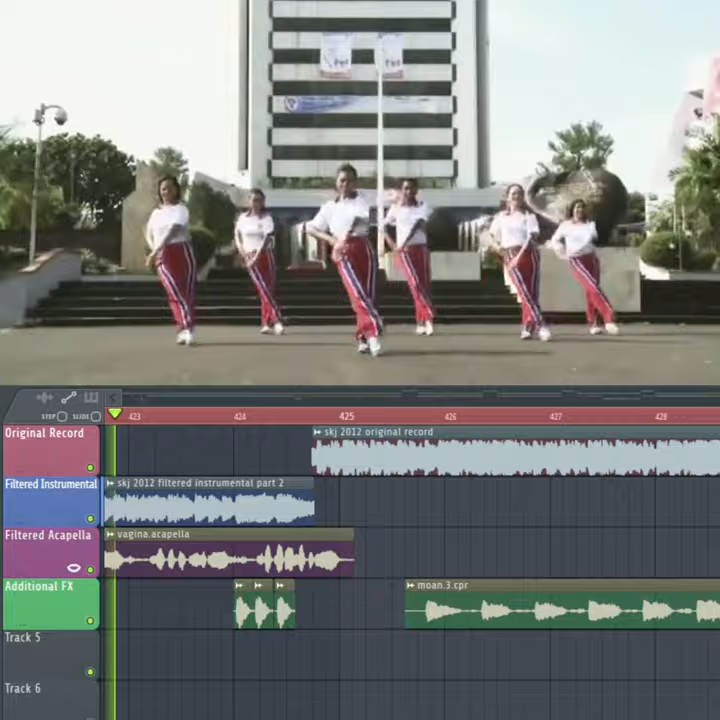 STEP SLIDE
423 424 425 426 427 428
Original Record
skj 2012 original record
Filtered Instrumental
skj 2012 filtered instrumental part 2
Filtered Acapella
vagina.acapella
Additional FX
moan.3.cpr
Track 5
Track 6